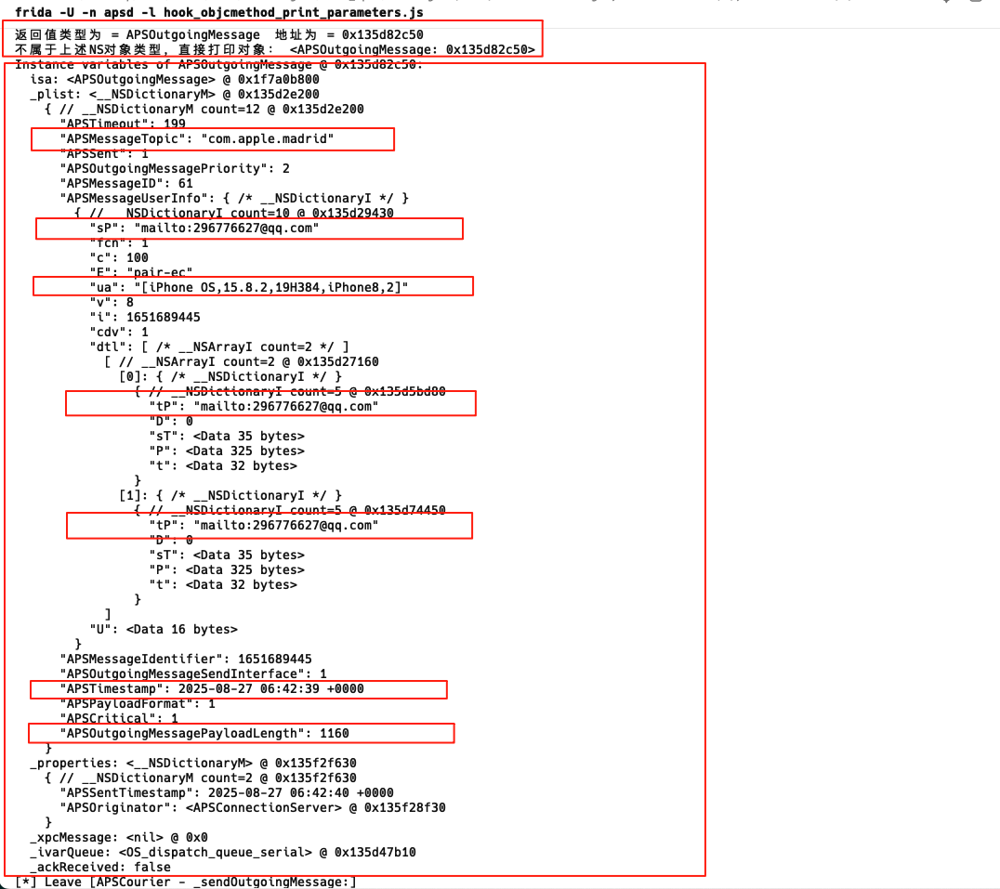 frida -U -n apsd -l hook_objcmethod_print_parameters.js
返回值类型为 = APSOutgoingMessage 地址为 = 0x135d82c50
不属于上述NS对象类型，直接打印对象： <APSOutgoingMessage: 0x135d82c50>
Instance variables of APSOutgoingMessage @ 0x135d82c50:
isa: <APSOutgoingMessage> @ 0x1f7a0b800
_plist: <__NSDictionaryM> @ 0x135d2e200
{ // __NSDictionaryM count=12 @ 0x135d2e200
"APSTimeout": 199
"APSMessageTopic": "com.apple.madrid"
"APSSent": 1
"APSOutgoingMessagePriority": 2
"APSMessageID": 61
"APSMessageUserInfo": { /* __NSDictionaryI */ }
{ // __NSDictionaryI count=10 @ 0x135d29430
"sP": "mailto:296776627@qq.com"
"fcn": 1
"c": 100
"E": "pair-ec"
"ua": "[iPhone OS,15.8.2,19H384,iPhone8,2]"
"v": 8
"i": 1651689445
"cdv": 1
"dtl": [ /* __NSArrayI count=2 */ ]
[ // __NSArrayI count=2 @ 0x135d27160
[0]: { /* __NSDictionaryI */ }
{ // __NSDictionaryI count=5 @ 0x135d5bd80
"tP": "mailto:296776627@qq.com"
"D": 0
"sT": <Data 35 bytes>
"P": <Data 325 bytes>
"t": <Data 32 bytes>
}
[1]: { /* __NSDictionaryI */ }
{ // __NSDictionaryI count=5 @ 0x135d74450
"tP": "mailto:296776627@qq.com"
"D": 0
"sT": <Data 35 bytes>
"P": <Data 325 bytes>
"t": <Data 32 bytes>
}
]
"U": <Data 16 bytes>
}
"APSMessageIdentifier": 1651689445
"APSOutgoingMessageSendInterface": 1
"APSTimestamp": 2025-08-27 06:42:39 +0000
"APSPayloadFormat": 1
"APSCritical": 1
"APSOutgoingMessagePayloadLength": 1160
}
_properties: <__NSDictionaryM> @ 0x135f2f630
{ // __NSDictionaryM count=2 @ 0x135f2f630
"APSSentTimestamp": 2025-08-27 06:42:40 +0000
"APSOriginator": <APSConnectionServer> @ 0x135f28f30
}
_xpcMessage: <nil> @ 0x0
_ivarQueue: <OS_dispatch_queue_serial> @ 0x135d47b10
_ackReceived: false
[*] Leave [APSCourier - _sendOutgoingMessage:]